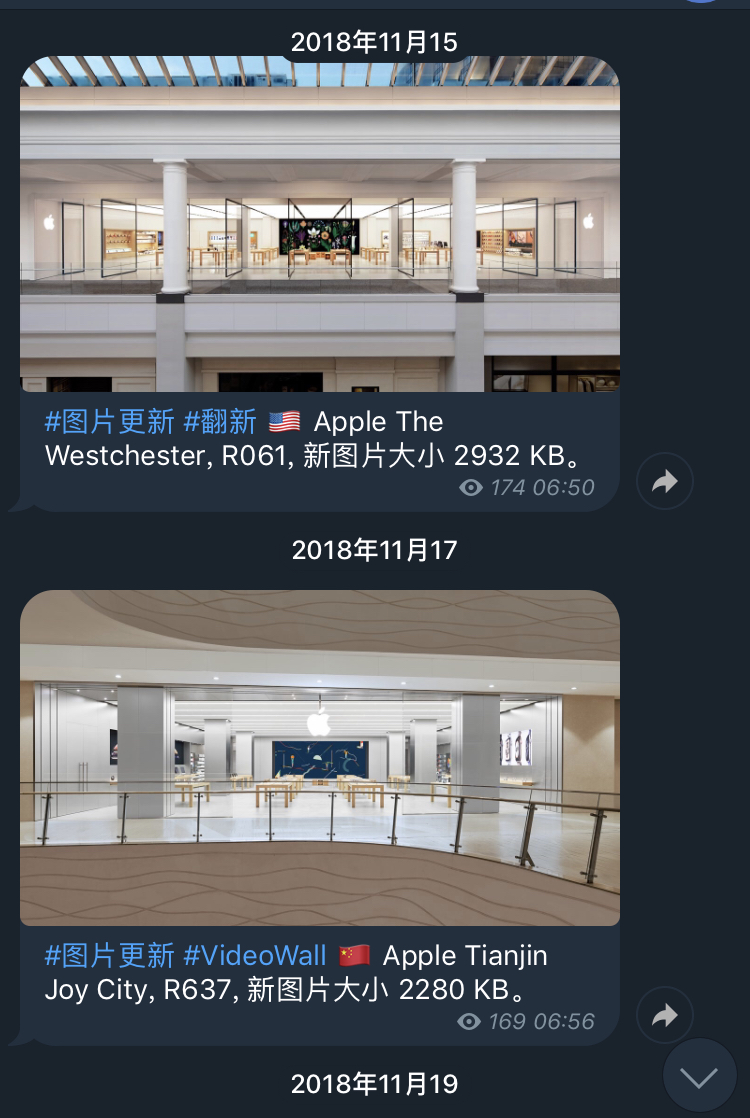 2018年11月15
#图片更新 #翻新 🇺🇸 Apple The
Westchester, R061, 新图片大小 2932 KB。
174 06:50
2018年11月17
#图片更新 #VideoWall 🇨🇳 Apple Tianjin
Joy City, R637, 新图片大小 2280 KB。
169 06:56
2018年11月19